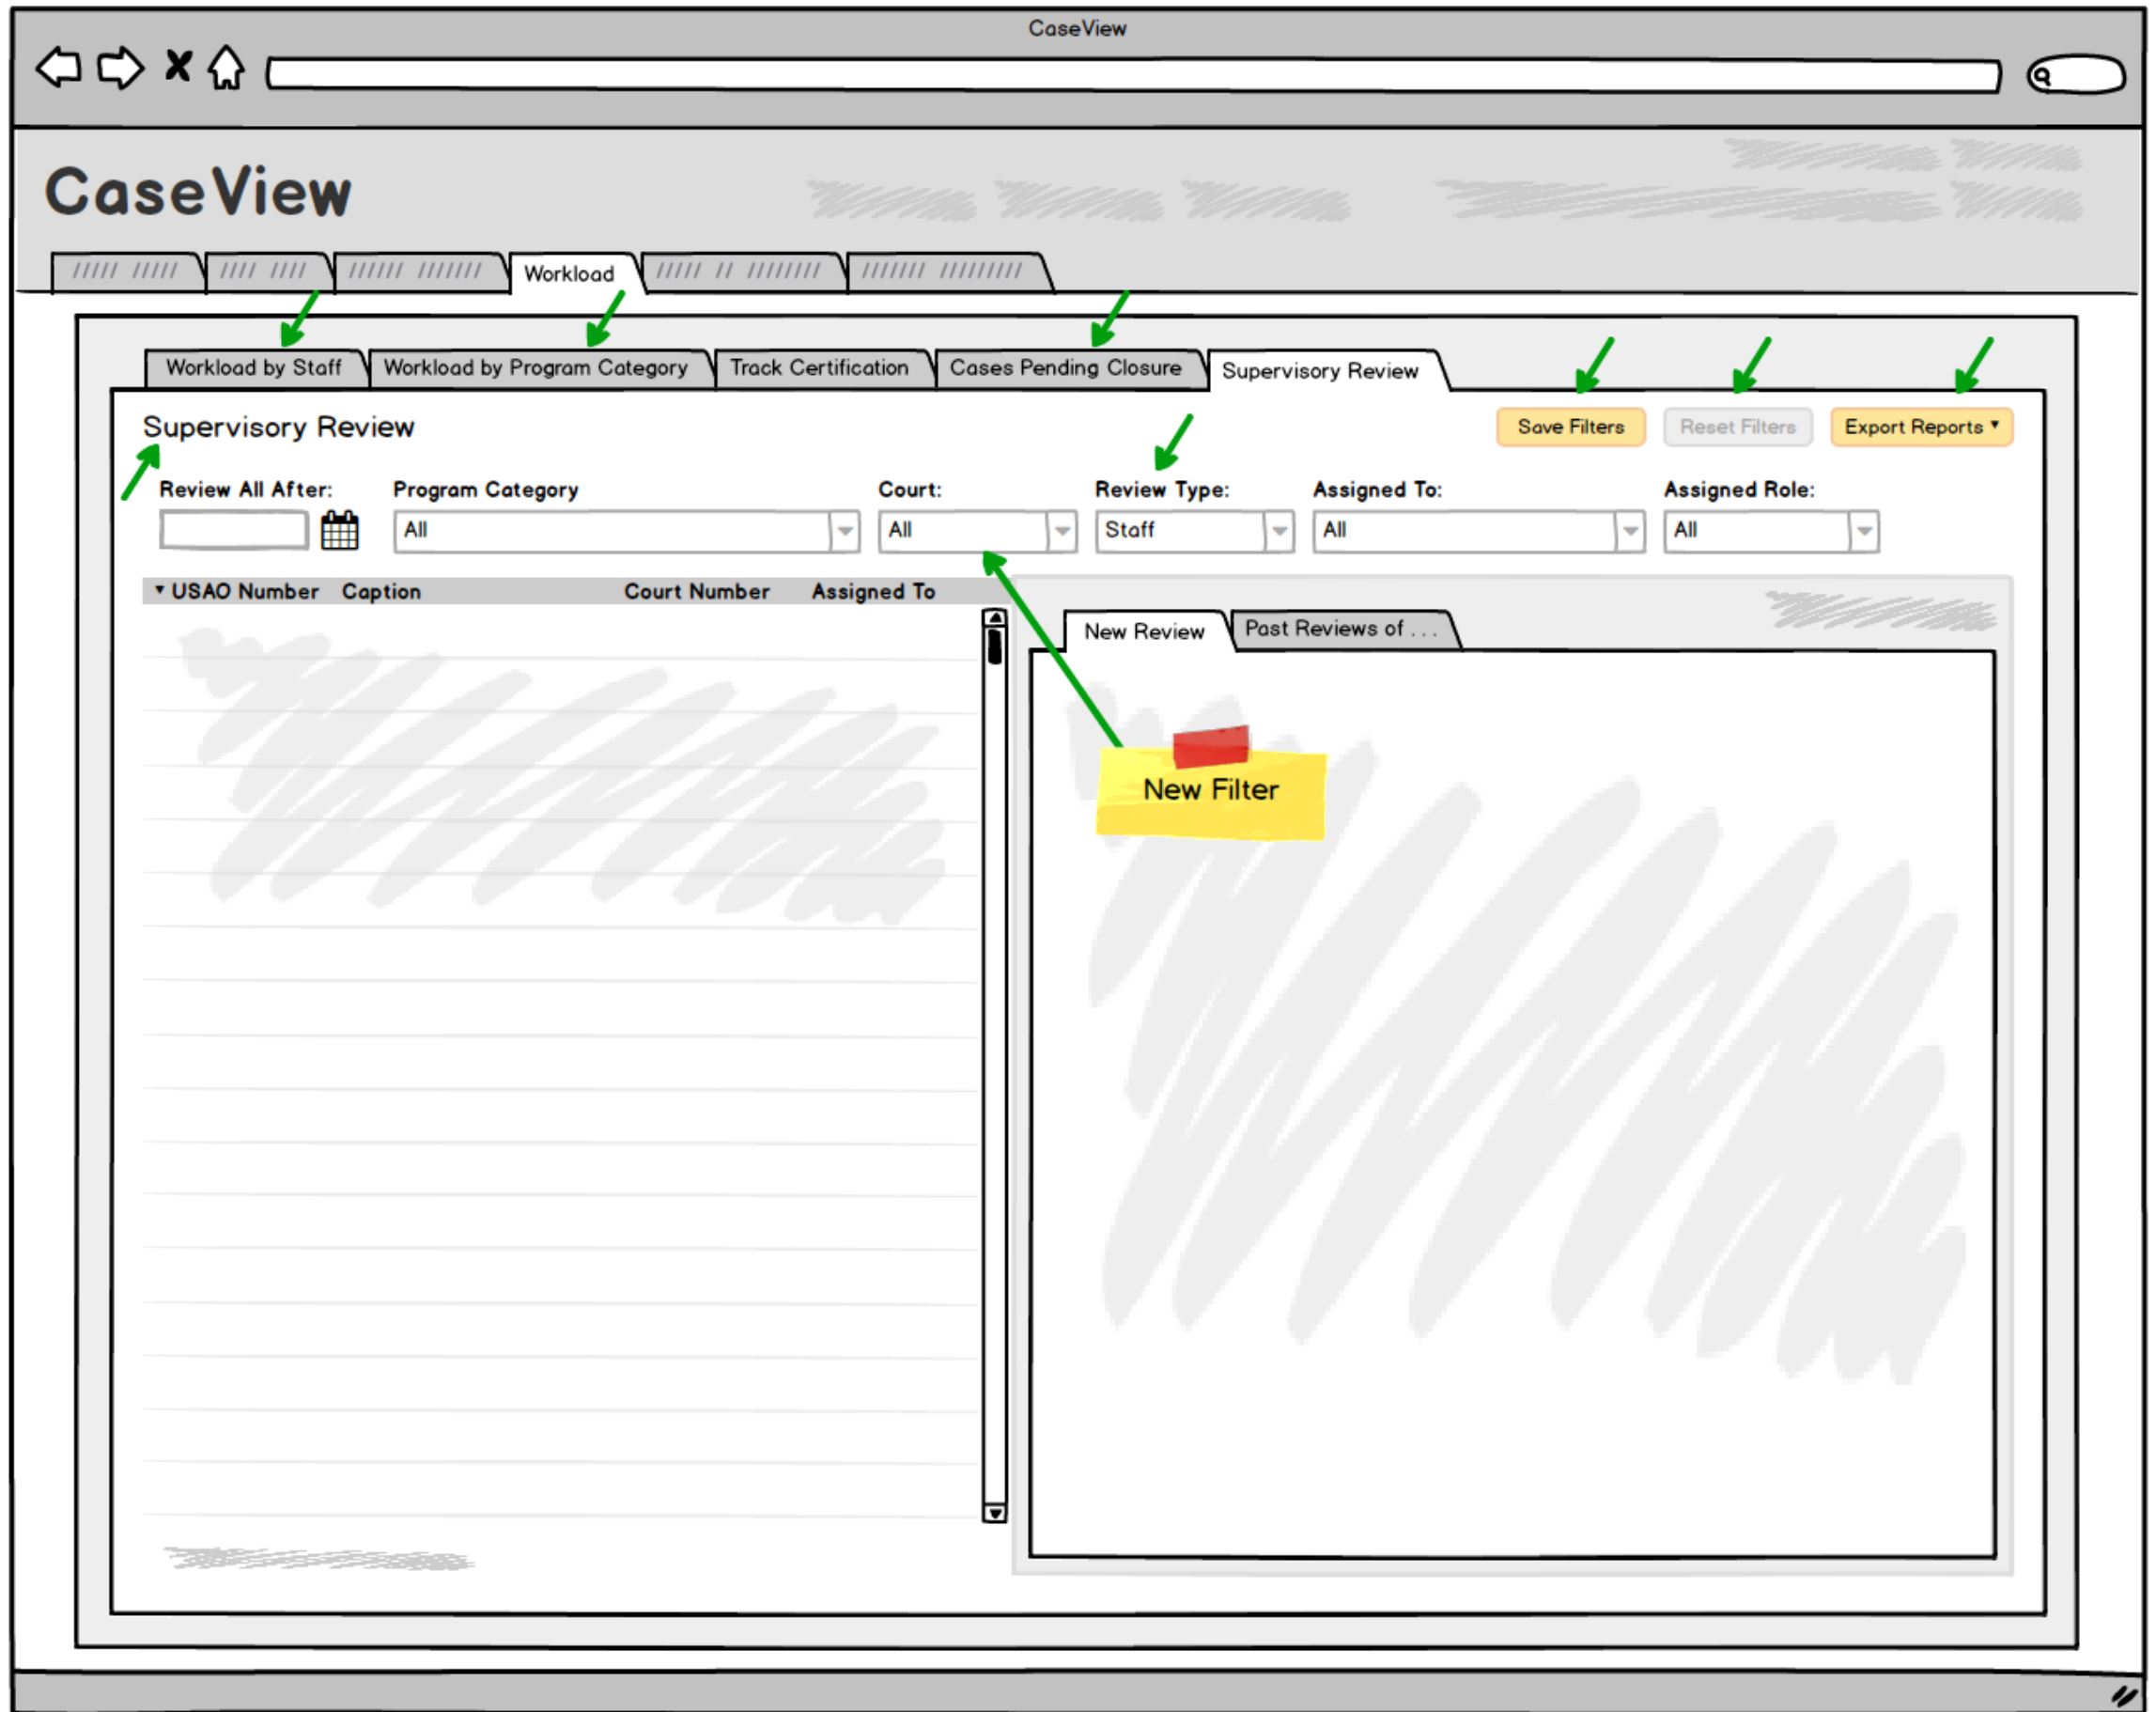 CaseView
CaseView
Workload
Workload by Staff
Workload by Program Category
Track Certification
Cases Pending Closure
Supervisory Review
Supervisory Review
Save Filters
Reset Filters
Export Reports
Review All After:
Program Category
Court:
Review Type:
Assigned To:
Assigned Role:
All
All
Staff
All
All
USAO Number
Caption
Court Number
Assigned To
New Review
Past Reviews of . . .
New Filter